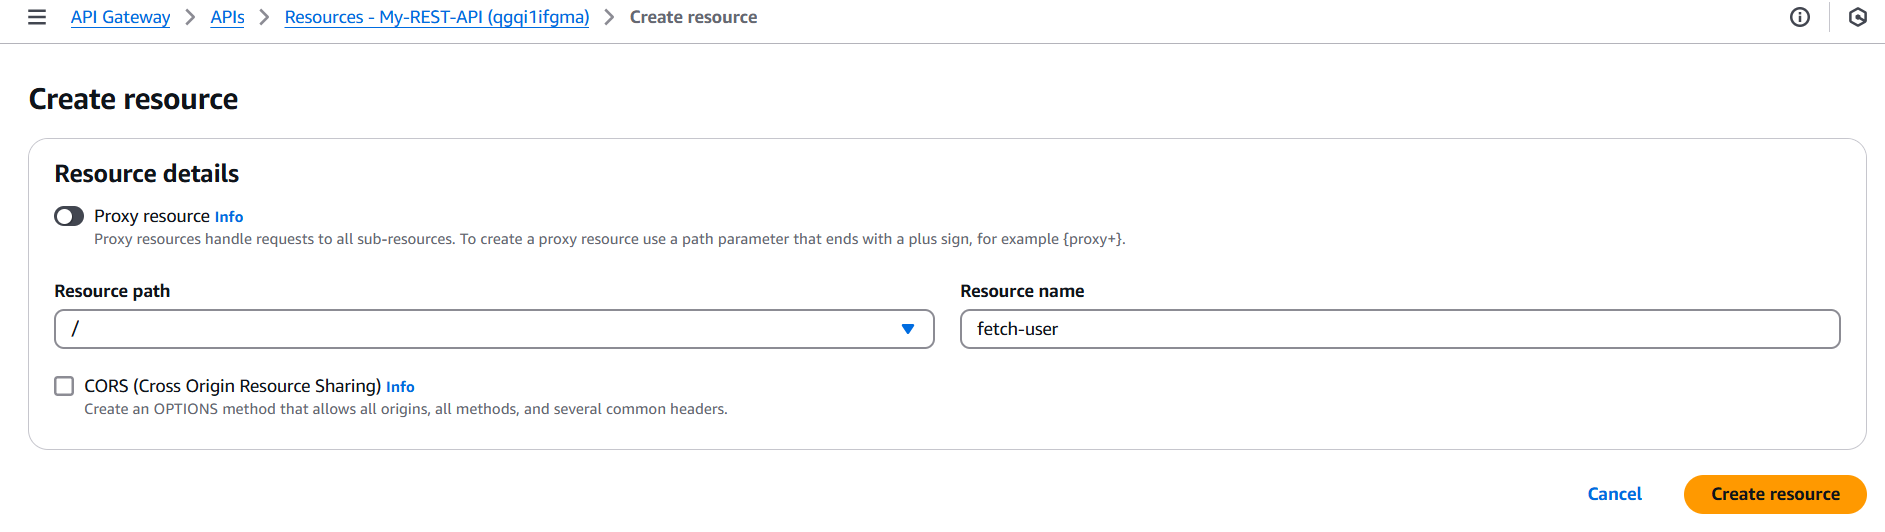 API Gateway > APIs > Resources - My-REST-API (qgqi1ifgma) > Create resource
Create resource
Resource details
Proxy resource Info
Proxy resources handle requests to all sub-resources. To create a proxy resource use a path parameter that ends with a plus sign, for example {proxy+}.
Resource path
/
Resource name
fetch-user
CORS (Cross Origin Resource Sharing) Info
Create an OPTIONS method that allows all origins, all methods, and several common headers.
Cancel
Create resource